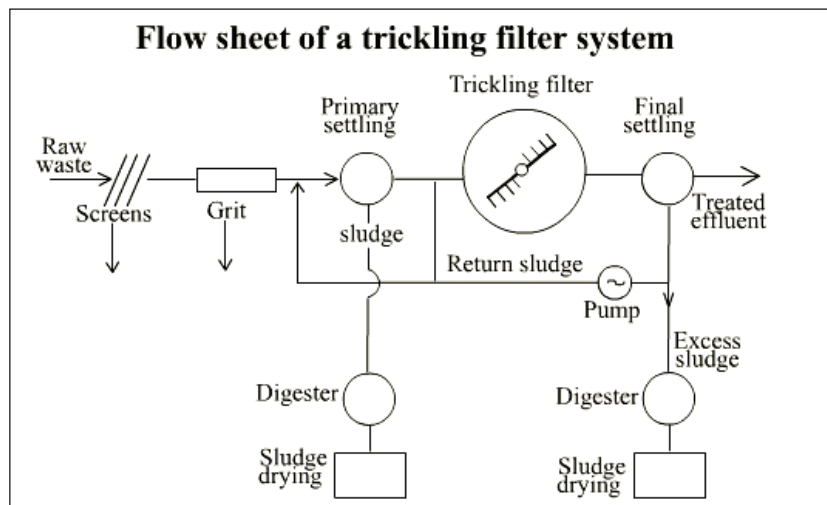 Flow sheet of a trickling filter system
Trickling filter
Primary
settling
Final
settling
Raw
waste
Screens
Grit
sludge
Treated
effluent
Return sludge
Pump
Excess
sludge
Digester
Digester
Sludge
drying
Sludge
drying